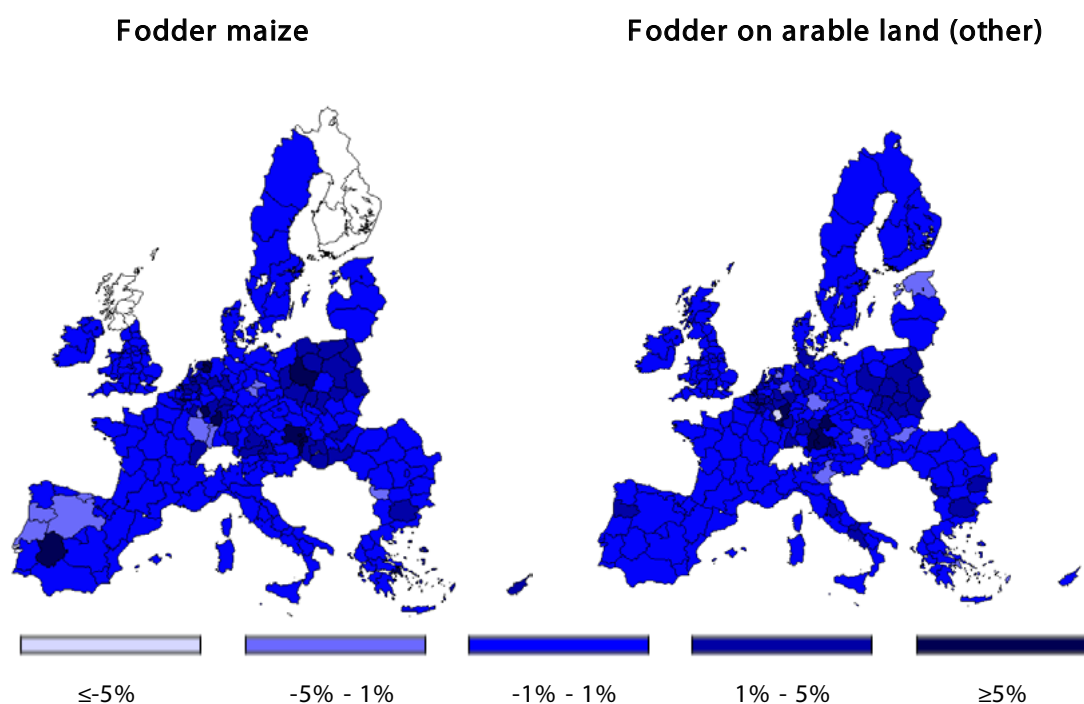 Fodder maize
Fodder on arable land (other)
≤-5%
-5% - 1%
-1% - 1%
1% - 5%
≥5%